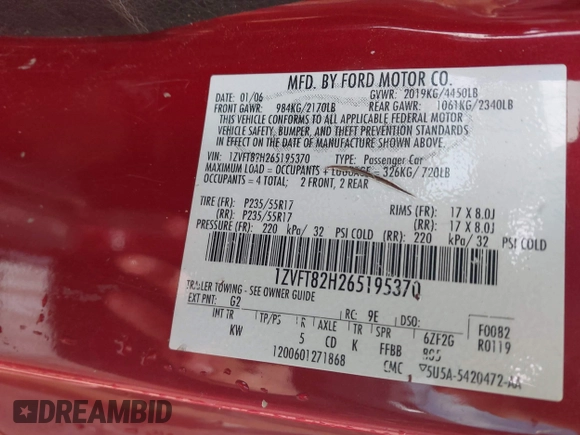 MFD. BY FORD MOTOR CO.
DATE: 01/06 GVWR: 2019KG/4450LB
FRONT GAWR: 984KG/2170LB REAR GAWR: 1061KG/2340LB
THIS VEHICLE CONFORMS TO ALL APPLICABLE FEDERAL MOTOR
VEHICLE SAFETY, BUMPER, AND THEFT PREVENTION STANDARDS
IN EFFECT ON THE DATE OF MANUFACTURE SHOWN ABOVE.
VIN: 1ZVFT82H265195370 TYPE: Passenger Car
MAXIMUM LOAD = OCCUPANTS + LUGGAGE = 326KG/ 720LB
OCCUPANTS = 4 TOTAL; 2 FRONT, 2 REAR
TIRE (FR): P235/55R17 RIMS (FR): 17 X 8.0J
(RR): P235/55R17 (RR): 17 X 8.0J
PRESSURE (FR): 220 kPa/ 32 PSI COLD (RR): 220 kPa/ 32 PSI COLD
1ZVFT82H265195370
TRAILER TOWING - SEE OWNER GUIDE
EXT PNT: G2 RC: 9E DSO: F0082
INT TR TP/PS R AXLE TR SPR 6ZF2G R0119
KW 5 CD K FFBB
1200601271868 CMC 5U5A-5420472-AA
DREAMBID